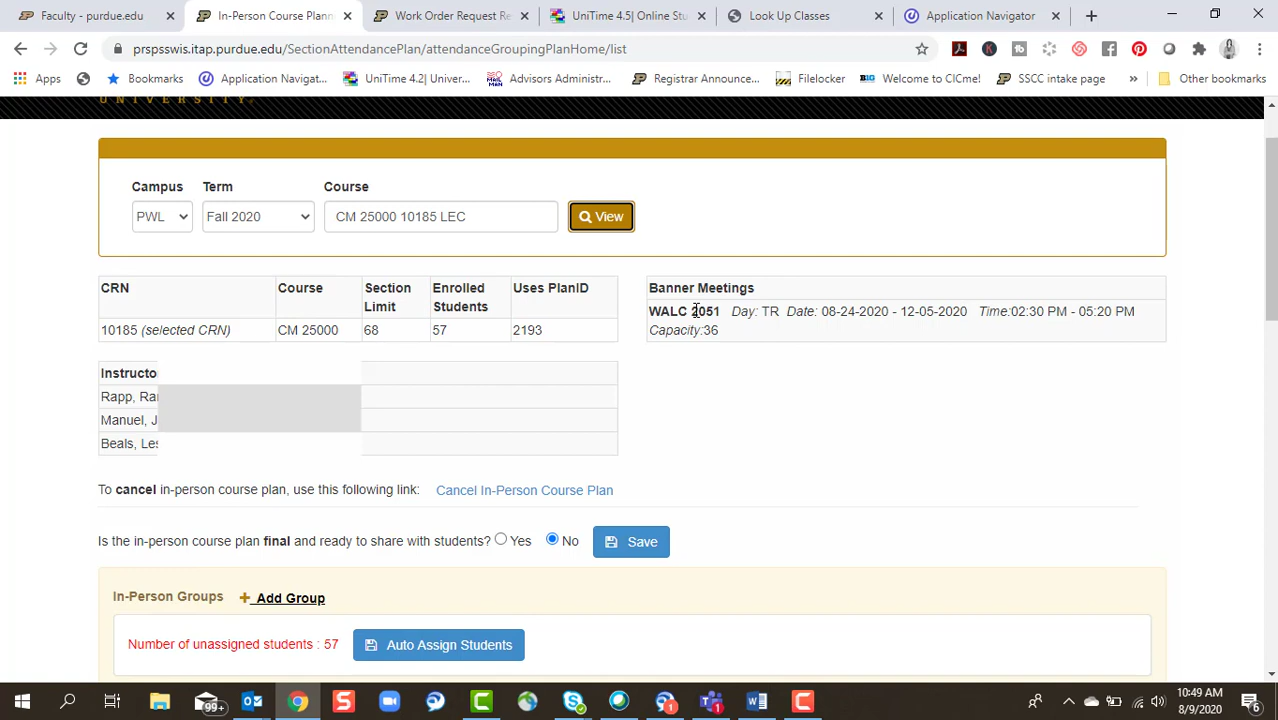 Faculty - purdue.edu
In-Person Course Plann
Work Order Request Re
UniTime 4.5| Online Stu
Look Up Classes
Application Navigator
prspsswis.itap.purdue.edu/SectionAttendancePlan/attendanceGroupingPlanHome/list
Apps
Bookmarks
Application Navigat...
UniTime 4.2| Univer...
Advisors Administr...
Registrar Announce...
Filelocker
Welcome to CICme!
SSCC intake page
»
Other bookmarks
UNIVERSITY
Campus Term Course
PWL Fall 2020 CM 25000 10185 LEC View
CRN Course Section Limit Enrolled Students Uses PlanID
10185 (selected CRN) CM 25000 68 57 2193
Banner Meetings
WALC 2051 Day: TR Date: 08-24-2020 - 12-05-2020 Time:02:30 PM - 05:20 PM
Capacity:36
Instructo
Rapp, Ra
Manuel, J
Beals, Les
To cancel in-person course plan, use this following link: Cancel In-Person Course Plan
Is the in-person course plan final and ready to share with students? Yes No Save
In-Person Groups + Add Group
Number of unassigned students : 57 Auto Assign Students
99+
1
1
10:49 AM
8/9/2020
6